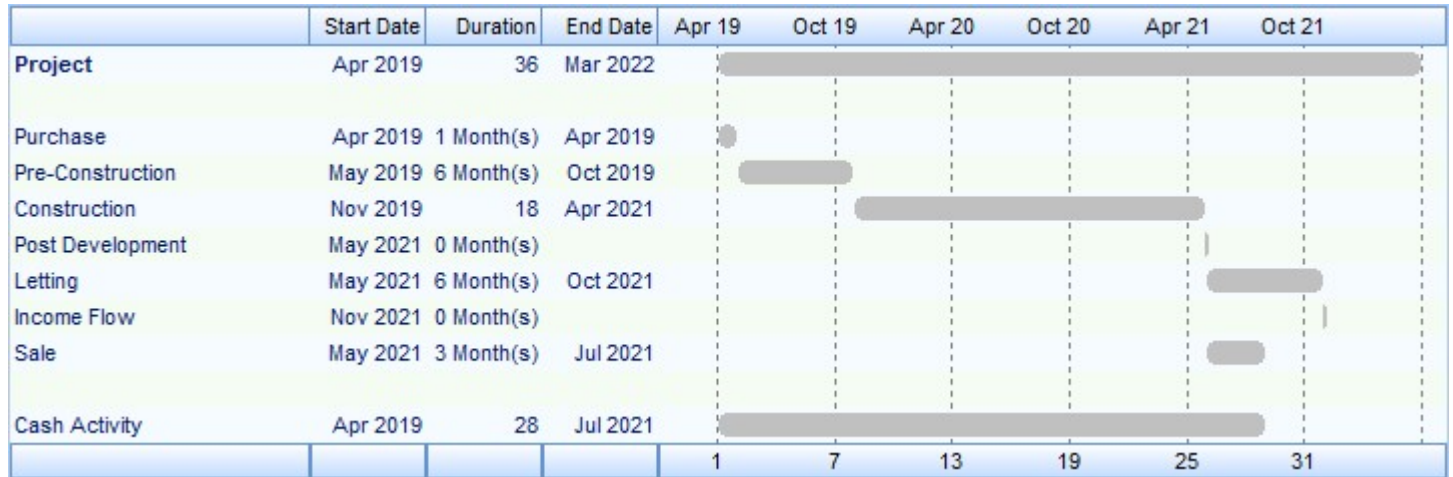 Start Date Duration End Date Apr 19 Oct 19 Apr 20 Oct 20 Apr 21 Oct 21
Project Apr 2019 36 Mar 2022
Purchase Apr 2019 1 Month(s) Apr 2019
Pre-Construction May 2019 6 Month(s) Oct 2019
Construction Nov 2019 18 Apr 2021
Post Development May 2021 0 Month(s)
Letting May 2021 6 Month(s) Oct 2021
Income Flow Nov 2021 0 Month(s)
Sale May 2021 3 Month(s) Jul 2021
Cash Activity Apr 2019 28 Jul 2021
1 7 13 19 25 31